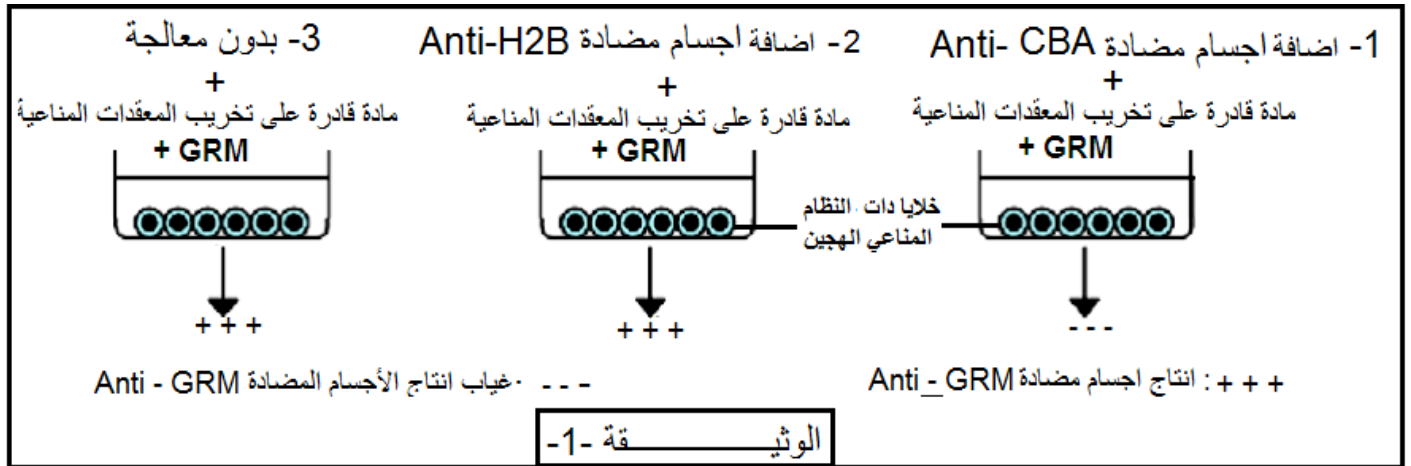 1- اضافة اجسام مضادة Anti- CBA
+
مادة قادرة على تخريب المعقدات المناعية
+ GRM
- - -
2- اضافة اجسام مضادة Anti-H2B
+
مادة قادرة على تخريب المعقدات المناعية
+ GRM
+ + +
3- بدون معالجة
+
مادة قادرة على تخريب المعقدات المناعية
+ GRM
+ + +
خلايا دات النظام
المناعي الهجين
+ + + : انتاج اجسام مضادة Anti - GRM
- - - غياب انتاج الأجسام المضادة Anti - GRM
الوثيـــــــــــقة -1-